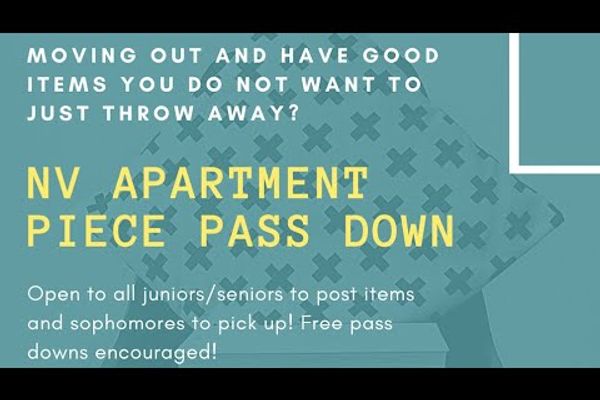 MOVING OUT AND HAVE GOOD
ITEMS YOU DO NOT WANT TO
JUST THROW AWAY?
NV APARTMENT
PIECE PASS DOWN
Open to all juniors/seniors to post items
and sophomores to pick up! Free pass
downs encouraged!